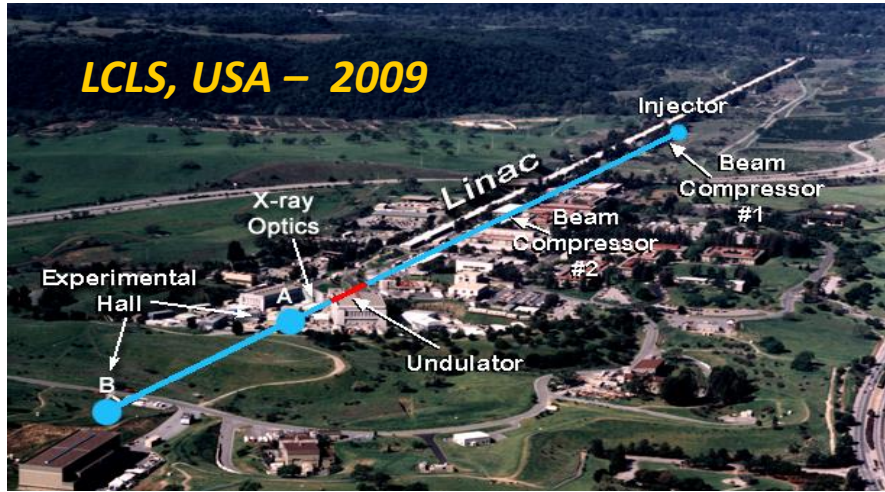 LCLS, USA – 2009
Injector
Linac
Beam
Compressor
#1
X-ray
Optics
Beam
Compressor
#2
Experimental
Hall
A
Undulator
B